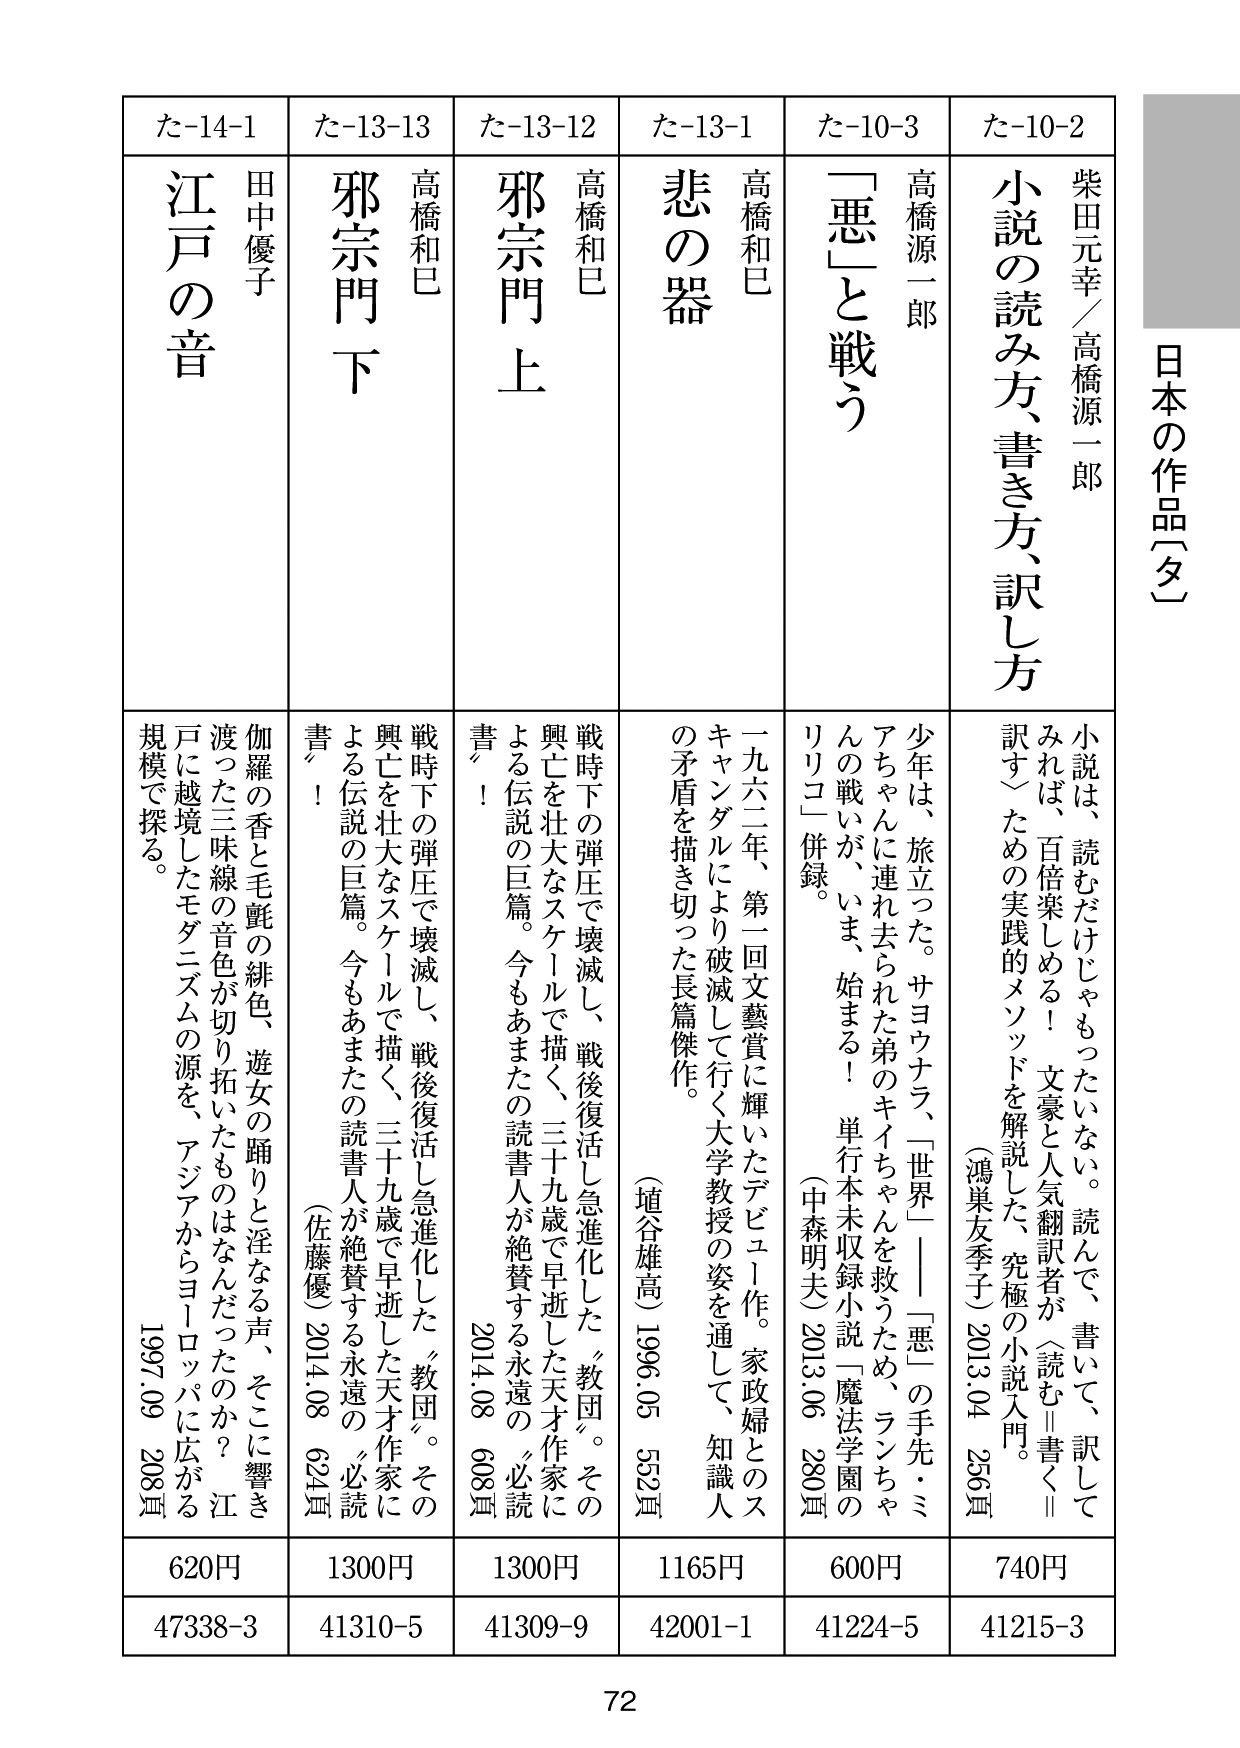 日本の作品〔タ〕
た-10-2
柴田元幸／高橋源一郎
小説の読み方、書き方、訳し方
小説は、読むだけじゃもったいない。読んで、書いて、訳して
みれば、百倍楽しめる！　文豪と人気翻訳者が〈読む＝書く＝
訳す〉ための実践的メソッドを解説した、究極の小説入門。
（鴻巣友季子）2013.04　256頁
740円
41215-3
た-10-3
高橋源一郎
「悪」と戦う
少年は、旅立った。サヨウナラ、「世界」――「悪」の手先・ミ
アちゃんに連れ去られた弟のキイちゃんを救うため、ランちゃ
んの戦いが、いま、始まる！　単行本未収録小説「魔法学園の
リリコ」併録。
（中森明夫）2013.06　280頁
600円
41224-5
た-13-1
高橋和巳
悲の器
一九六二年、第一回文藝賞に輝いたデビュー作。家政婦とのス
キャンダルにより破滅して行く大学教授の姿を通して、知識人
の矛盾を描き切った長篇傑作。
（埴谷雄高）1996.05　552頁
1165円
42001-1
た-13-12
高橋和巳
邪宗門 上
戦時下の弾圧で壊滅し、戦後復活し急進化した〝教団〟。その
興亡を壮大なスケールで描く、三十九歳で早逝した天才作家に
よる伝説の巨篇。今もあまたの読書人が絶賛する永遠の〝必読
書〟！
2014.08　608頁
1300円
41309-9
た-13-13
高橋和巳
邪宗門 下
戦時下の弾圧で壊滅し、戦後復活し急進化した〝教団〟。その
興亡を壮大なスケールで描く、三十九歳で早逝した天才作家に
よる伝説の巨篇。今もあまたの読書人が絶賛する永遠の〝必読
書〟！
（佐藤優）2014.08　624頁
1300円
41310-5
た-14-1
田中優子
江戸の音
伽羅の香と毛氈の緋色、遊女の踊りと淫なる声、そこに響き
渡った三味線の音色が切り拓いたものはなんだったのか？　江
戸に越境したモダニズムの源を、アジアからヨーロッパに広がる
規模で探る。
1997.09　208頁
620円
47338-3
72